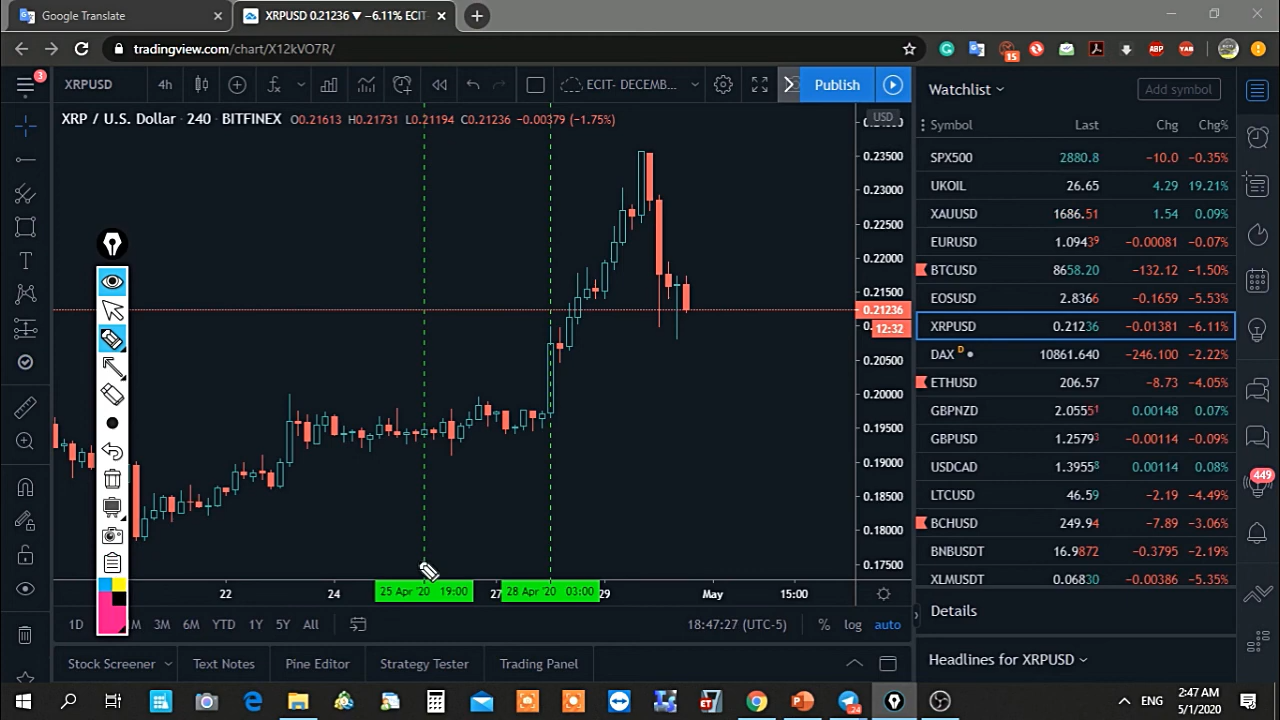 Google Translate
XRPUSD 0.21236 ▼ −6.11% ECIT-
tradingview.com/chart/X12kVO7R/
15
ABP
YAB
3
XRPUSD
4h
ECIT- DECEMB...
Publish
XRP / U.S. Dollar · 240 · BITFINEX O0.21613 H0.21731 L0.21194 C0.21236 −0.00379 (−1.75%)
USD
0.23500
0.23000
0.22500
0.22000
0.21500
0.21236
12:32
0.20500
0.20000
0.19500
0.19000
0.18500
0.18000
0.17500
22
24
25 Apr '20 19:00
27
28 Apr '20 03:00
29
May
15:00
1D
1M
3M
6M
YTD
1Y
5Y
All
18:47:27 (UTC-5)
%
log
auto
Stock Screener
Text Notes
Pine Editor
Strategy Tester
Trading Panel
Watchlist
Add symbol
Symbol Last Chg Chg%
SPX500 2880.8 −10.0 −0.35%
UKOIL 26.65 4.29 19.21%
XAUUSD 1686.51 1.54 0.09%
EURUSD 1.09439 −0.00081 −0.07%
BTCUSD 8658.20 −132.12 −1.50%
EOSUSD 2.8366 −0.1659 −5.53%
XRPUSD 0.21236 −0.01381 −6.11%
DAX D 10861.640 −246.100 −2.22%
ETHUSD 206.57 −8.73 −4.05%
GBPNZD 2.05551 0.00148 0.07%
GBPUSD 1.25793 −0.00114 −0.09%
USDCAD 1.39558 0.00114 0.08%
LTCUSD 46.59 −2.19 −4.49%
BCHUSD 249.94 −7.89 −3.06%
BNBUSDT 16.9872 −0.3795 −2.19%
XLMUSDT 0.06830 −0.00386 −5.35%
449
Details
Headlines for XRPUSD
24
ENG
2:47 AM
5/1/2020